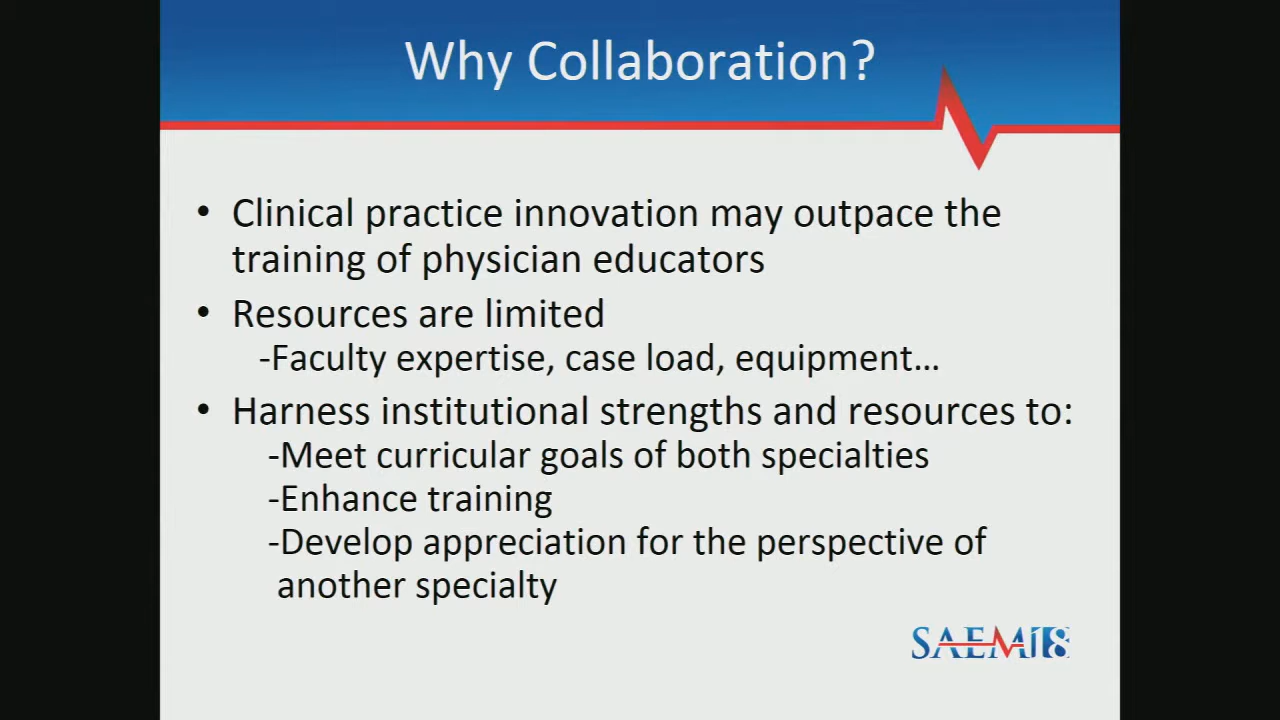 Why Collaboration?
• Clinical practice innovation may outpace the
training of physician educators
• Resources are limited
-Faculty expertise, case load, equipment…
• Harness institutional strengths and resources to:
-Meet curricular goals of both specialties
-Enhance training
-Develop appreciation for the perspective of
another specialty
SAEM18